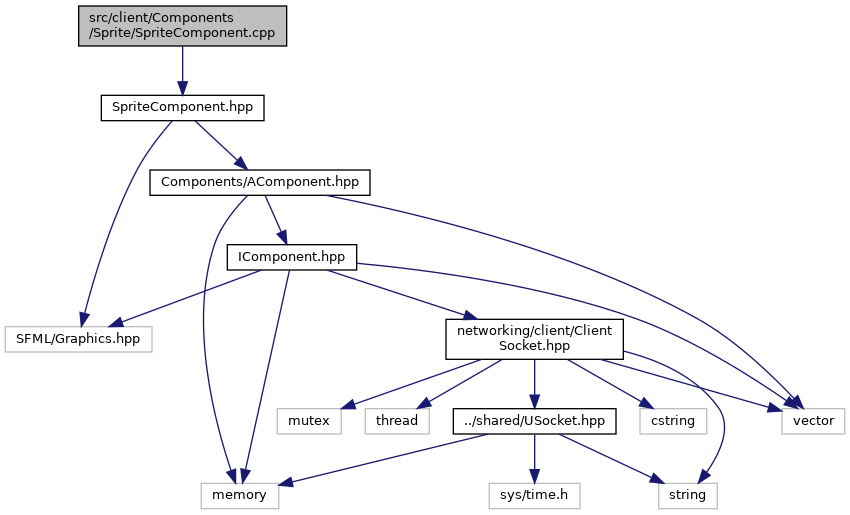 src/client/Components
/Sprite/SpriteComponent.cpp
SpriteComponent.hpp
Components/AComponent.hpp
IComponent.hpp
SFML/Graphics.hpp
networking/client/Client
Socket.hpp
mutex
thread
../shared/USocket.hpp
cstring
vector
memory
sys/time.h
string